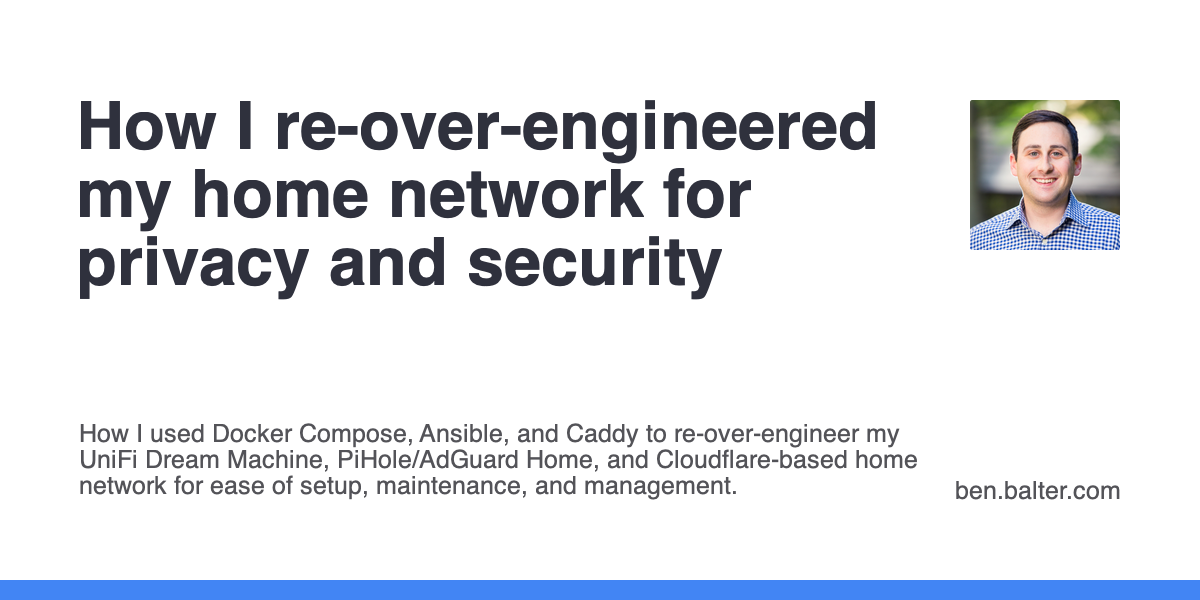 How I re-over-engineered
my home network for
privacy and security
How I used Docker Compose, Ansible, and Caddy to re-over-engineer my
UniFi Dream Machine, PiHole/AdGuard Home, and Cloudflare-based home
network for ease of setup, maintenance, and management.
ben.balter.com